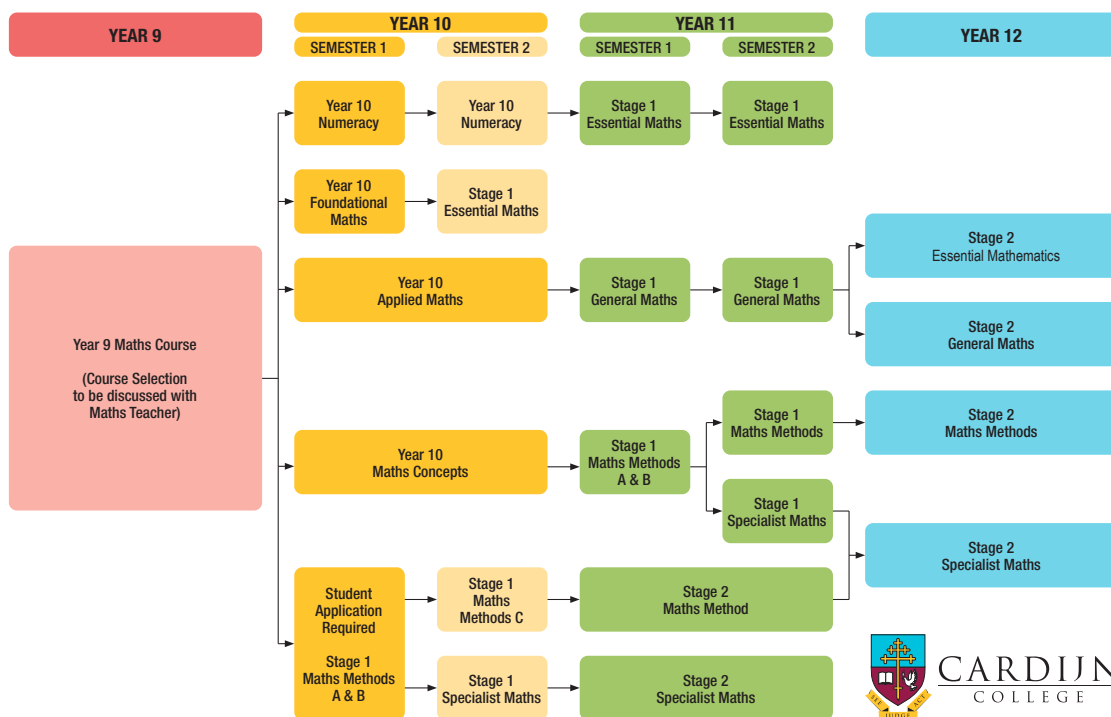 YEAR 9
YEAR 10
SEMESTER 1
SEMESTER 2
YEAR 11
SEMESTER 1
SEMESTER 2
YEAR 12
Year 10
Numeracy
Year 10
Numeracy
Stage 1
Essential Maths
Stage 1
Essential Maths
Year 10
Foundational
Maths
Stage 1
Essential Maths
Year 9 Maths Course
(Course Selection
to be discussed with
Maths Teacher)
Year 10
Applied Maths
Stage 1
General Maths
Stage 1
General Maths
Stage 2
Essential Mathematics
Stage 2
General Maths
Year 10
Maths Concepts
Stage 1
Maths Methods
A & B
Stage 1
Maths Methods
Stage 2
Maths Methods
Stage 1
Specialist Maths
Stage 2
Specialist Maths
Student
Application
Required
Stage 1
Maths Methods
A & B
Stage 1
Maths
Methods C
Stage 2
Maths Method
Stage 1
Specialist Maths
Stage 2
Specialist Maths
SEE JUDGE ACT
CARDIJN
COLLEGE